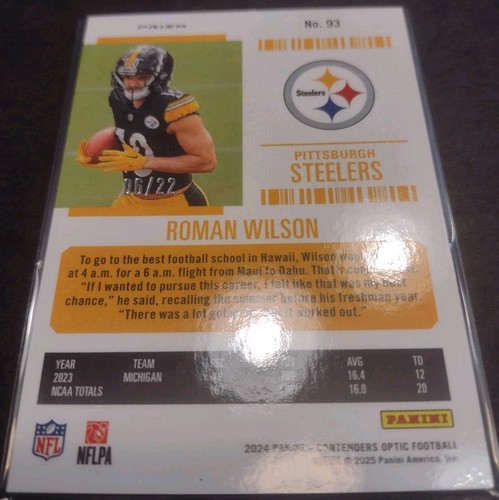 No. 93
Steelers
10
06/22
PITTSBURGH
STEELERS
ROMAN WILSON
To go to the best football school in Hawaii, Wilson
at 4 a.m. for a 6 a.m. flight from Maui to Oahu. That's
"If I wanted to pursue this career, I felt like that was my best
chance," he said, recalling the summer before his freshman year.
"There was a lot going it worked out."
YEAR TEAM AVG TD
2023 MICHIGAN 16.4 12
NCAA TOTALS 107 16.0 20
PANINI
NFL
NFLPA
2024 PANINI - CONTENDERS OPTIC FOOTBALL
© 2025 Panini America, Inc.